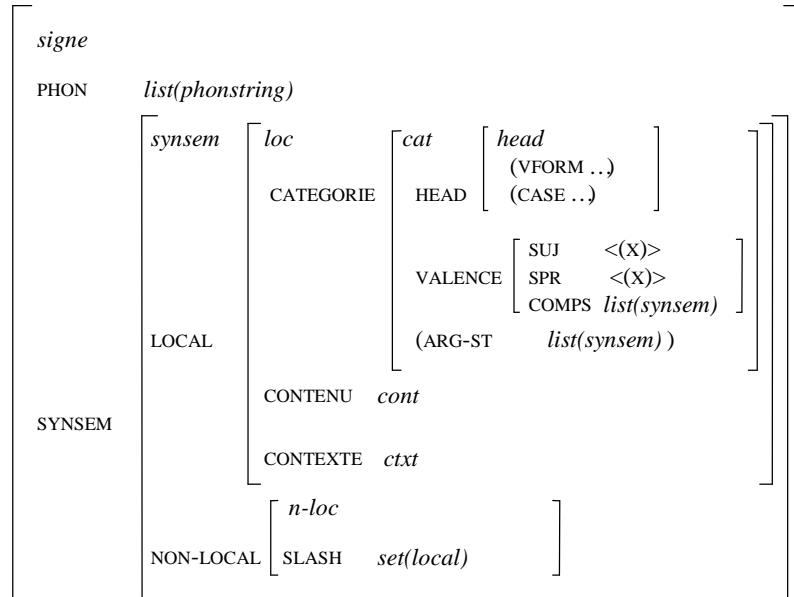 signe
PHON list(phonstring)
synsem loc cat head
(VFORM …)
CATEGORIE HEAD (CASE …)
SUJ <(X)>
VALENCE SPR <(X)>
COMPS list(synsem)
LOCAL (ARG-ST list(synsem) )
CONTENU cont
SYNSEM
CONTEXTE ctxt
n-loc
NON-LOCAL SLASH set(local)